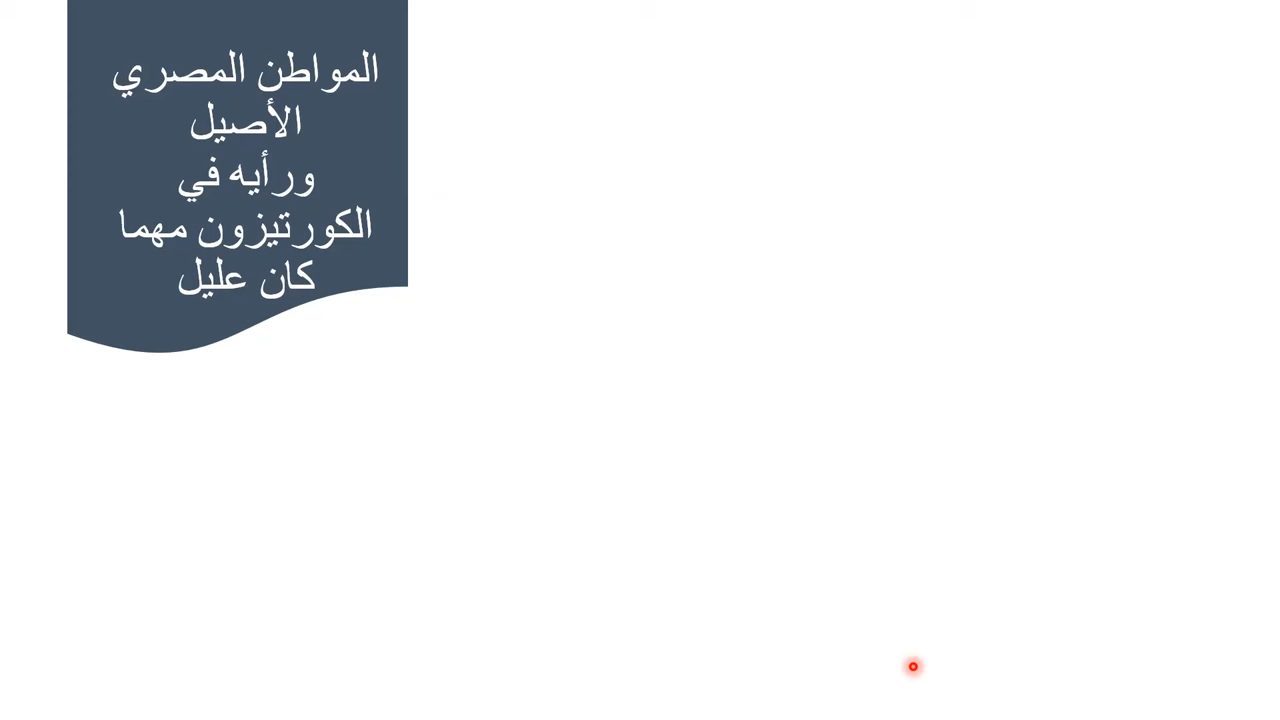 المواطن المصري
الأصيل
ورأيه في
الكورتيزون مهما
كان عليل